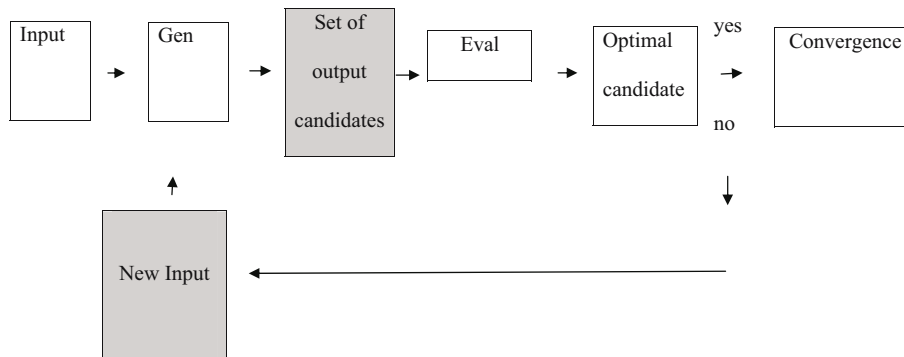 Input
Gen
Set of
output
candidates
Eval
Optimal
candidate
yes
no
Convergence
New Input